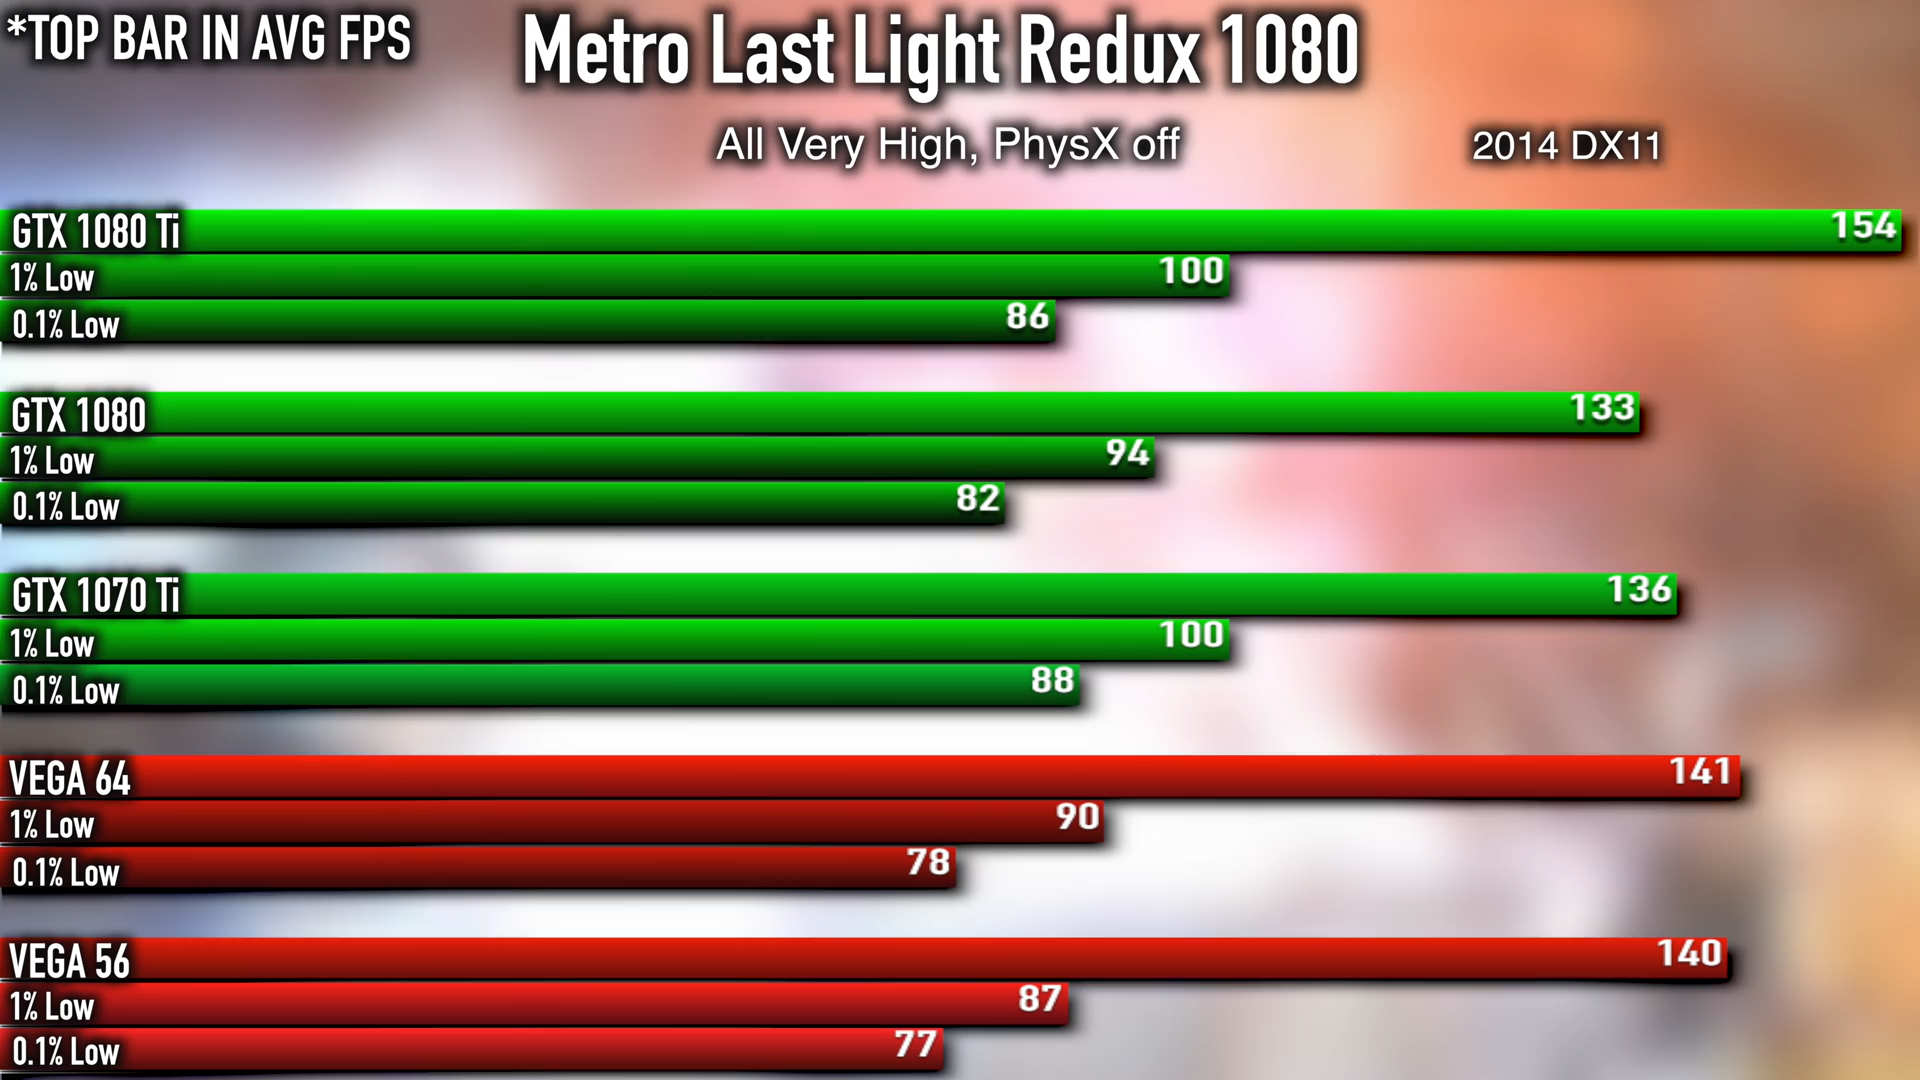 *TOP BAR IN AVG FPS
Metro Last Light Redux 1080
All Very High, PhysX off
2014 DX11
GTX 1080 Ti 154
1% Low 100
0.1% Low 86
GTX 1080 133
1% Low 94
0.1% Low 82
GTX 1070 Ti 136
1% Low 100
0.1% Low 88
VEGA 64 141
1% Low 90
0.1% Low 78
VEGA 56 140
1% Low 87
0.1% Low 77